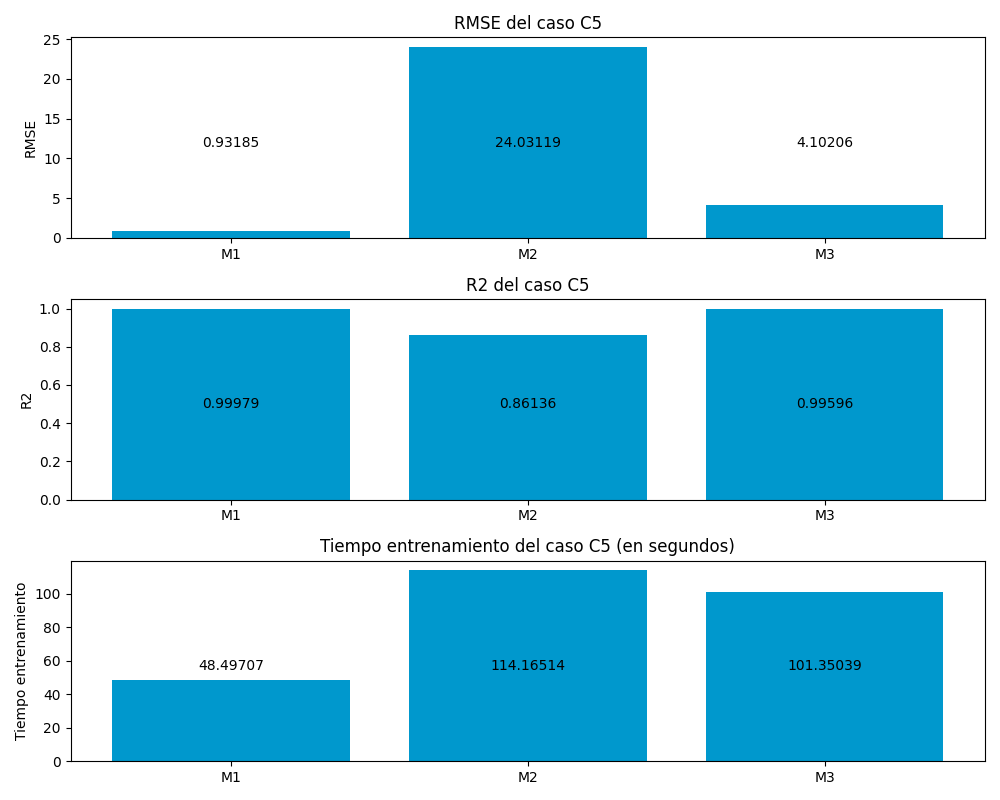 RMSE del caso C5
25
20
15
10
5
0
RMSE
0.93185
24.03119
4.10206
M1
M2
M3
R2 del caso C5
1.0
0.8
0.6
0.4
0.2
0.0
R2
0.99979
0.86136
0.99596
M1
M2
M3
Tiempo entrenamiento del caso C5 (en segundos)
100
80
60
40
20
0
Tiempo entrenamiento
48.49707
114.16514
101.35039
M1
M2
M3